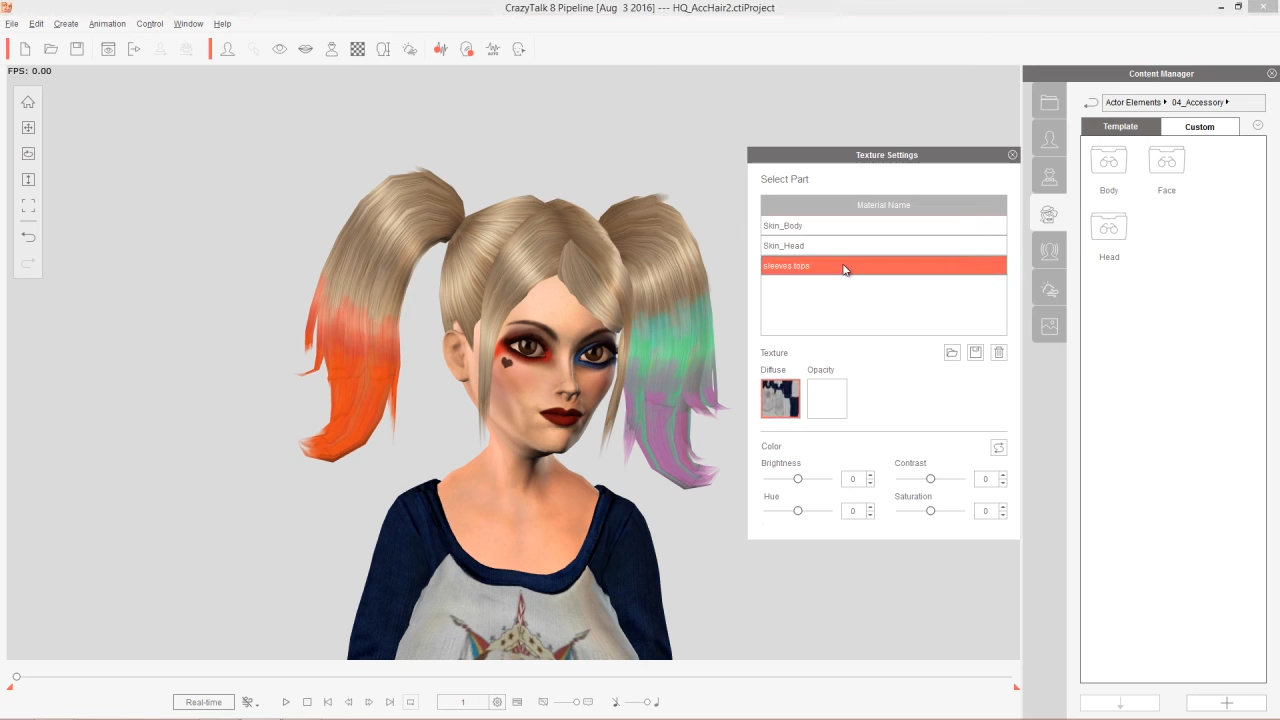 CrazyTalk 8 Pipeline [Aug 3 2016] --- HQ_AccHair2.ctiProject
File Edit Create Animation Control Window Help
FPS: 0.00
Content Manager
Actor Elements 04_Accessory
Template Custom
Body Face
Head
Texture Settings
Select Part
Material Name
Skin_Body
Skin_Head
sleeves tops
Texture
Diffuse Opacity
Color
Brightness Contrast
0 0
Hue Saturation
0 0
AUTO
Real-time 1